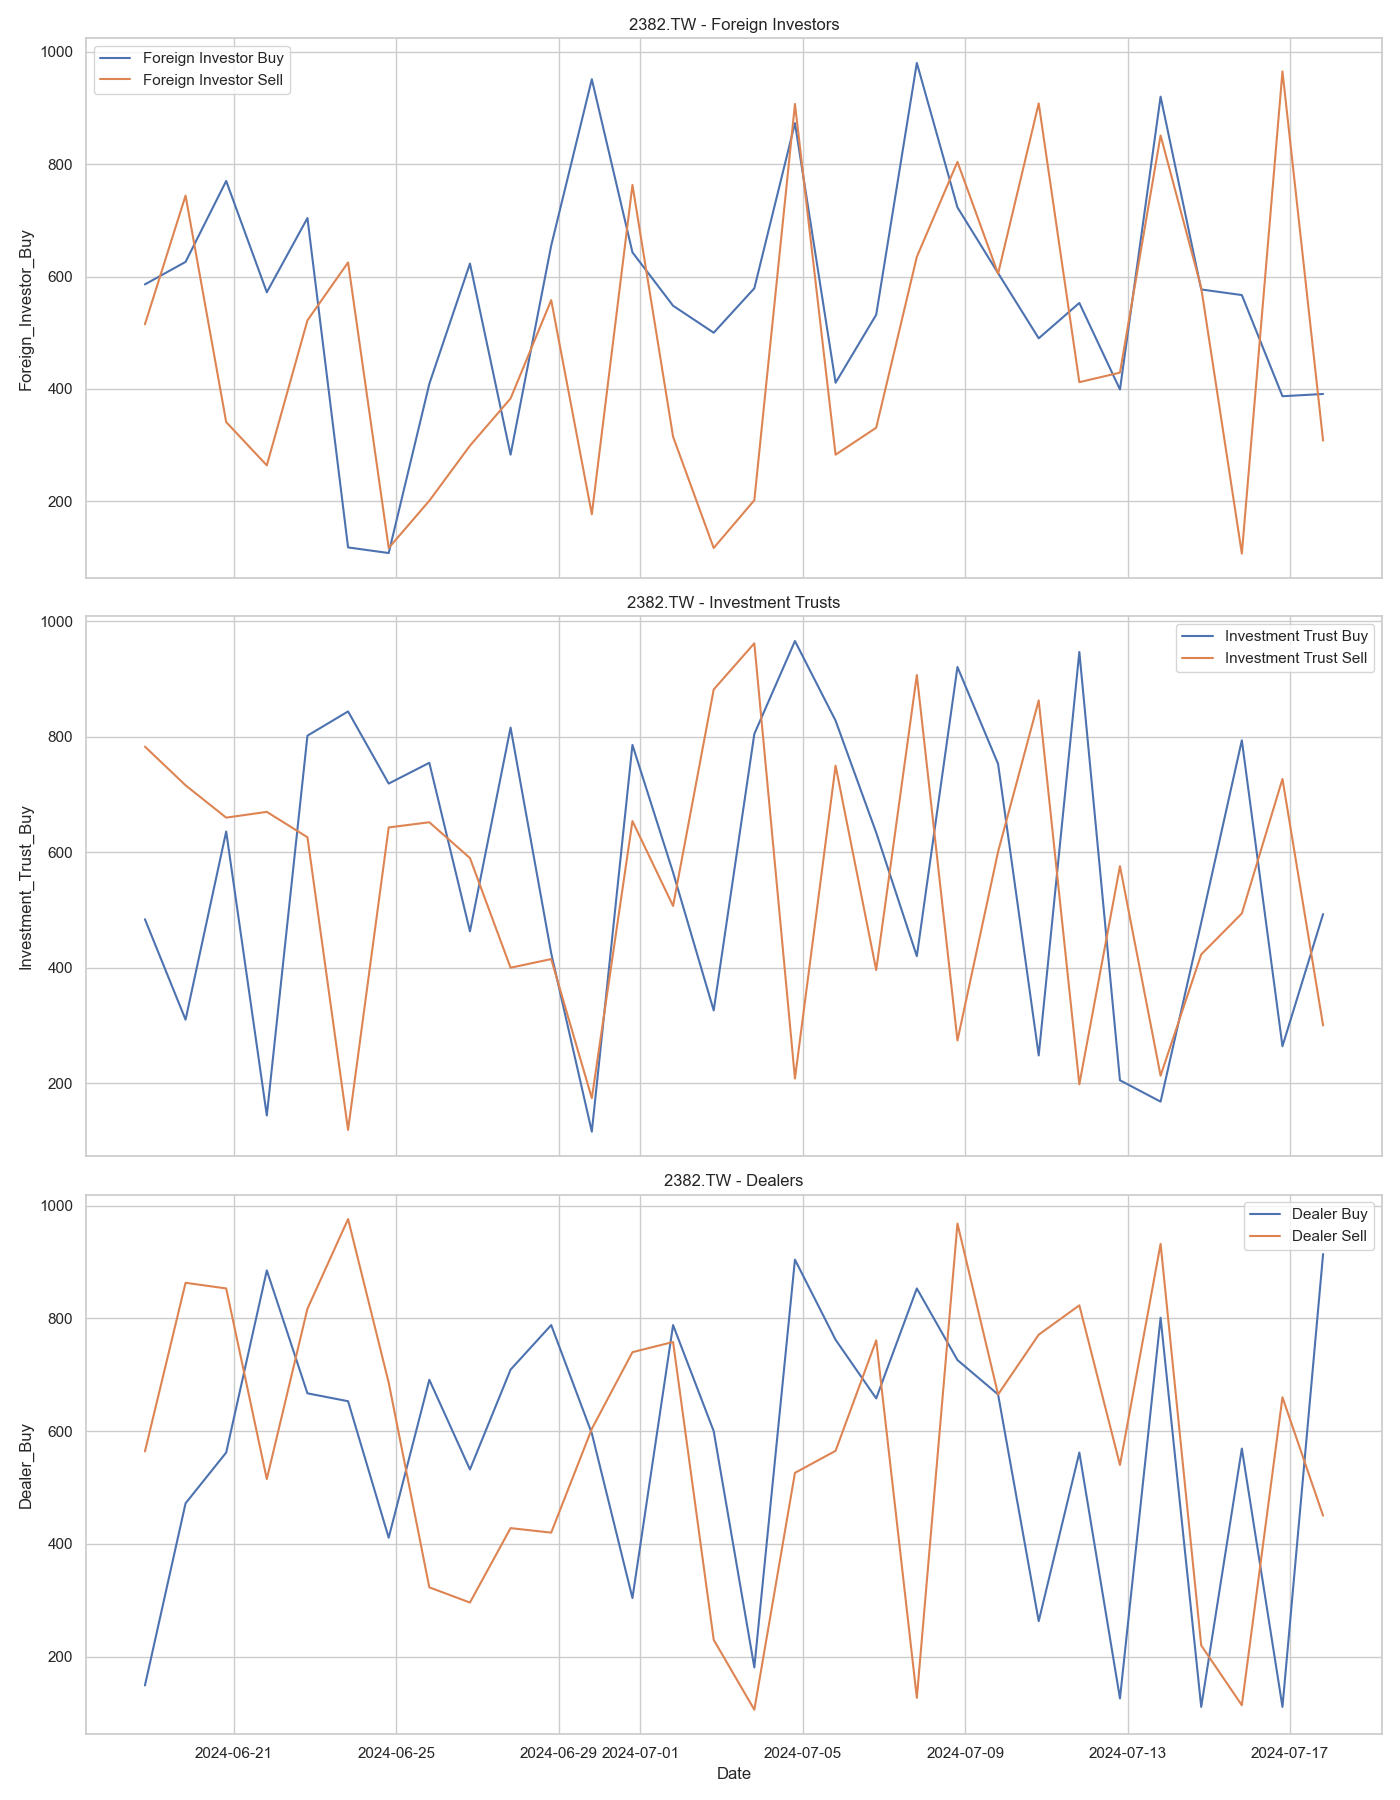 2382.TW - Foreign Investors
Foreign Investor Buy
Foreign Investor Sell
Foreign_Investor_Buy
1000
800
600
400
200
2382.TW - Investment Trusts
Investment Trust Buy
Investment Trust Sell
Investment_Trust_Buy
1000
800
600
400
200
2382.TW - Dealers
Dealer Buy
Dealer Sell
Dealer_Buy
1000
800
600
400
200
2024-06-21 2024-06-25 2024-06-29 2024-07-01 2024-07-05 2024-07-09 2024-07-13 2024-07-17
Date